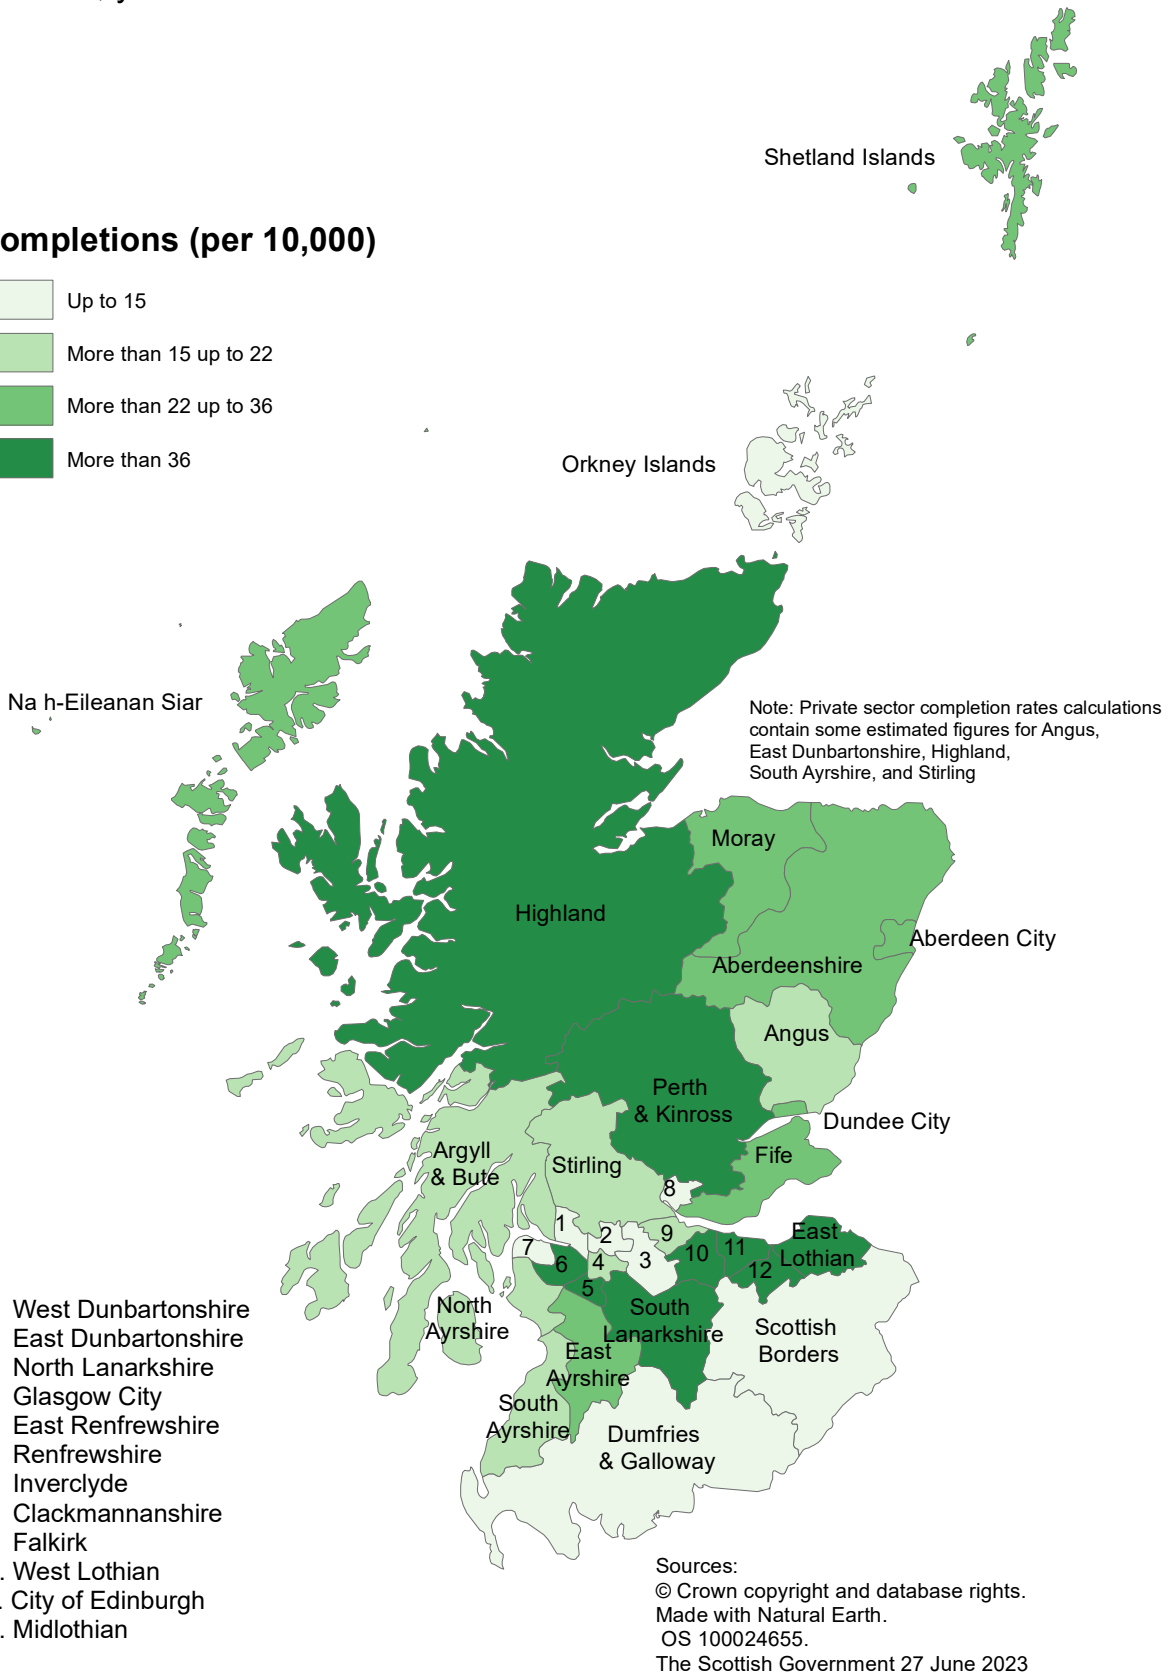 Shetland Islands
ompletions (per 10,000)
Up to 15
More than 15 up to 22
More than 22 up to 36
More than 36
Orkney Islands
Na h-Eileanan Siar
Note: Private sector completion rates calculations
contain some estimated figures for Angus,
East Dunbartonshire, Highland,
South Ayrshire, and Stirling
Moray
Highland
Aberdeen City
Aberdeenshire
Angus
Perth
& Kinross
Dundee City
Argyll
& Bute
Stirling
Fife
8
1
2
9
7
6
4
3
10
11
12
East
Lothian
5
North
Ayrshire
South
Lanarkshire
Scottish
Borders
East
Ayrshire
South
Ayrshire
Dumfries
& Galloway
West Dunbartonshire
East Dunbartonshire
North Lanarkshire
Glasgow City
East Renfrewshire
Renfrewshire
Inverclyde
Clackmannanshire
Falkirk
. West Lothian
. City of Edinburgh
. Midlothian
Sources:
© Crown copyright and database rights.
Made with Natural Earth.
OS 100024655.
The Scottish Government 27 June 2023